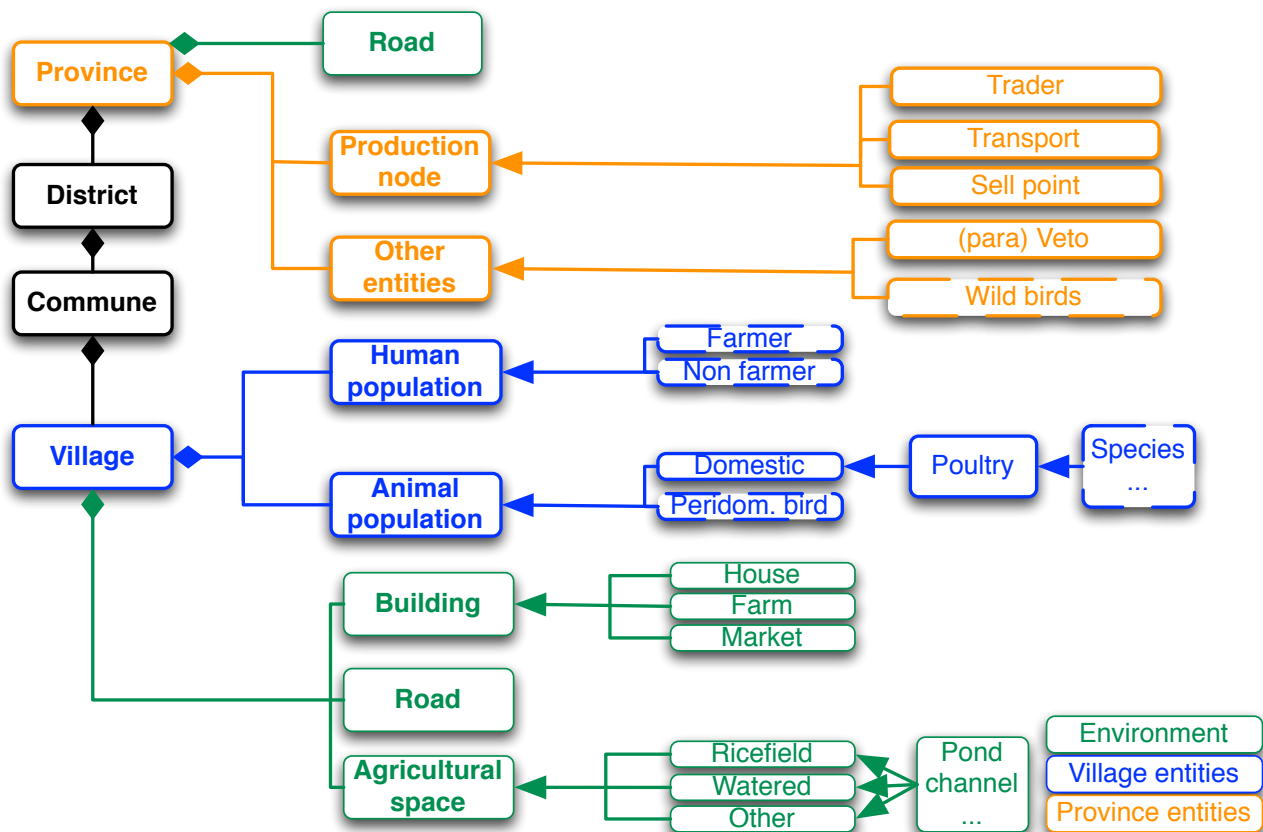 Road
Province
Trader
Production
node
Transport
Sell point
District
Other
entities
(para) Veto
Wild birds
Commune
Human
population
Farmer
Non farmer
Village
Animal
population
Domestic
Peridom. bird
Poultry
Species
...
Building
House
Farm
Market
Road
Agricultural
space
Ricefield
Watered
Other
Pond
channel
...
Environment
Village entities
Province entities